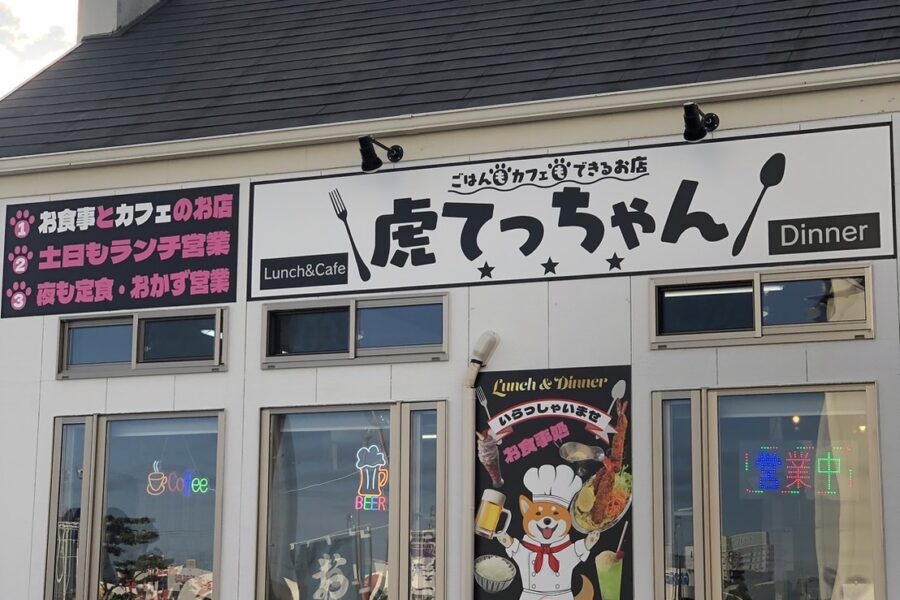 1 お食事とカフェのお店
2 土日もランチ営業
3 夜も定食・おかず営業
ごはんもカフェもできるお店
虎てっちゃん
Lunch&Cafe
Dinner
Lunch & Dinner
いらっしゃいませ
お食事処
Coffee
BEER
営業中
お